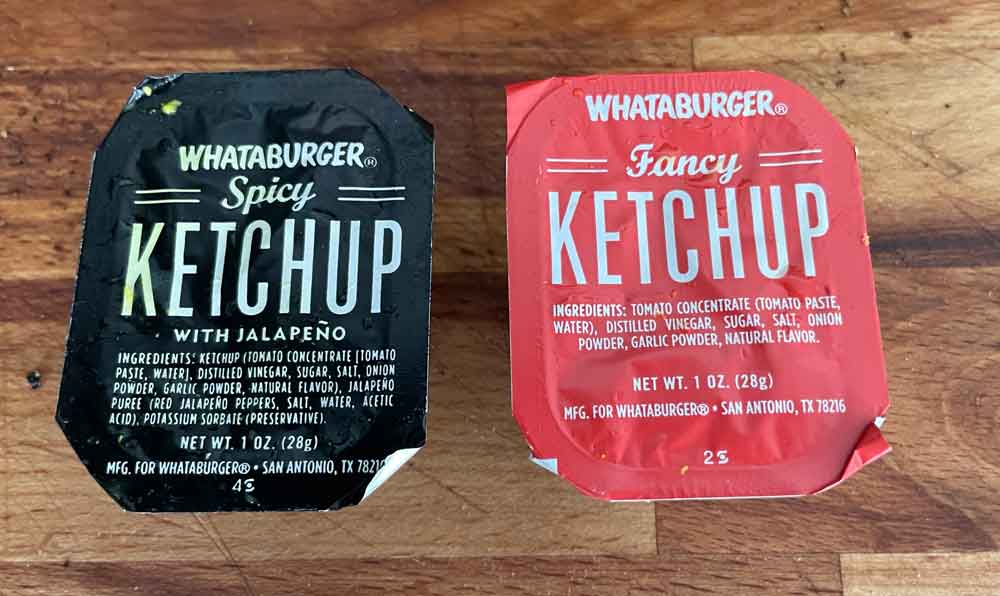 WHATABURGER®
Spicy
KETCHUP
WITH JALAPEÑO
INGREDIENTS: KETCHUP (TOMATO CONCENTRATE [TOMATO
PASTE, WATER], DISTILLED VINEGAR, SUGAR, SALT, ONION
POWDER, GARLIC POWDER, NATURAL FLAVOR), JALAPEÑO
PUREE (RED JALAPEÑO PEPPERS, SALT, WATER, ACETIC
ACID), POTASSIUM SORBATE (PRESERVATIVE).
NET WT. 1 OZ. (28g)
MFG. FOR WHATABURGER® • SAN ANTONIO, TX 7821
WHATABURGER®
Fancy
KETCHUP
INGREDIENTS: TOMATO CONCENTRATE (TOMATO PASTE,
WATER), DISTILLED VINEGAR, SUGAR, SALT, ONION
POWDER, GARLIC POWDER, NATURAL FLAVOR.
NET WT. 1 OZ. (28g)
MFG. FOR WHATABURGER® • SAN ANTONIO, TX 78216